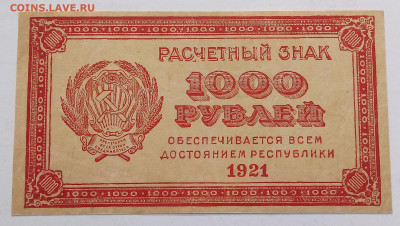 COINS.LAVE.RU
РАСЧЕТНЫЙ ЗНАК
1000
РУБЛЕЙ
ОБЕСПЕЧИВАЕТСЯ ВСЕМ
ДОСТОЯНИЕМ РЕСПУБЛИКИ
1921